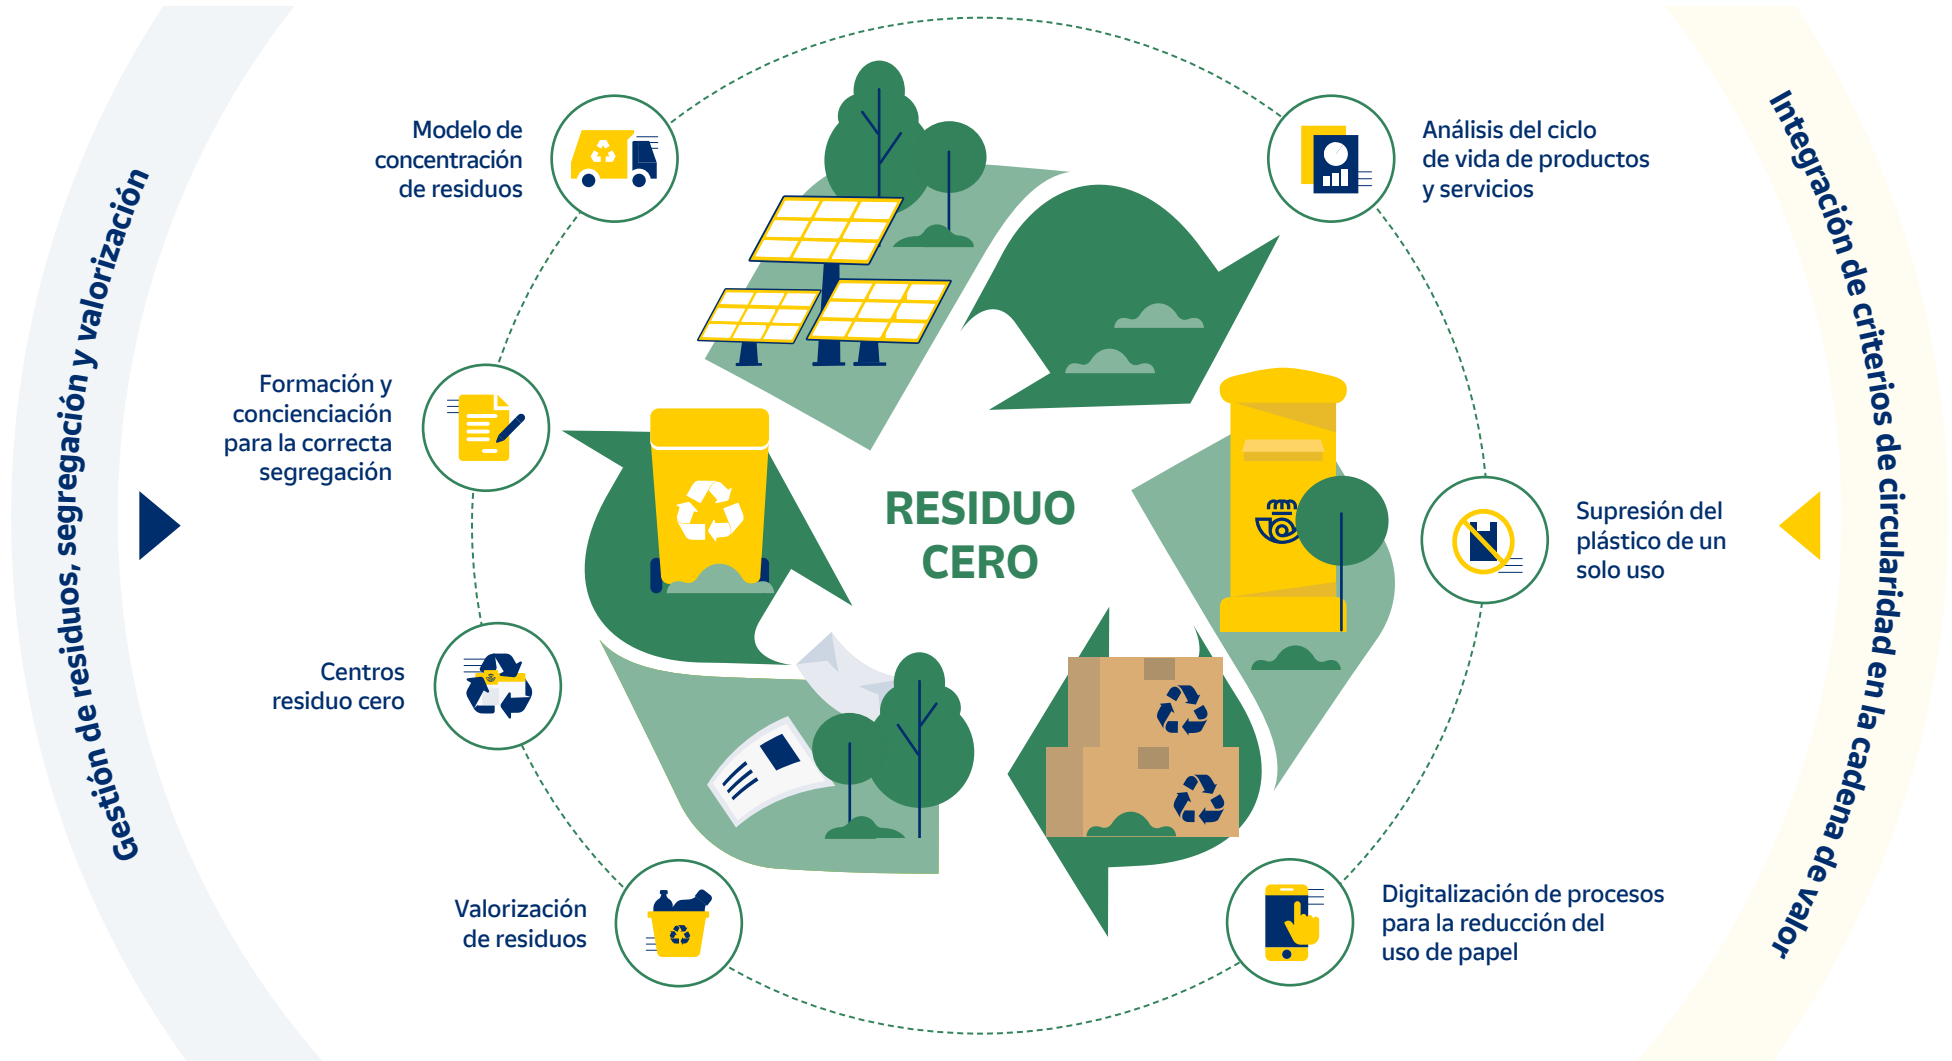 Gestión de residuos, segregación y valorización
Modelo de
concentración
de residuos
Formación y
concienciación
para la correcta
segregación
Centros
residuo cero
Valorización
de residuos
RESIDUO
CERO
Análisis del ciclo
de vida de productos
y servicios
Supresión del
plástico de un
solo uso
Digitalización de procesos
para la reducción del
uso de papel
Integración de criterios de circularidad en la cadena de valor